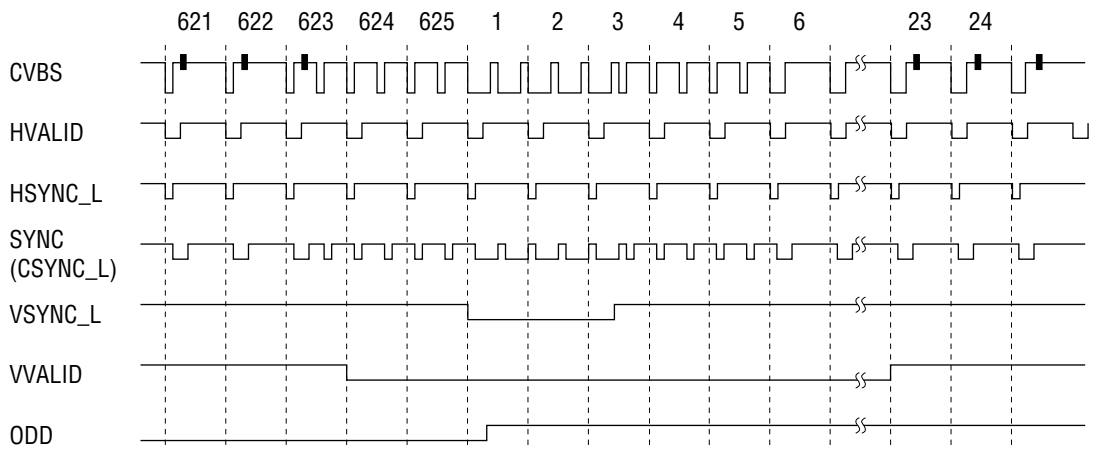 621 622 623 624 625 1 2 3 4 5 6 23 24
CVBS
HVALID
HSYNC_L
SYNC
(CSYNC_L)
VSYNC_L
VVALID
ODD